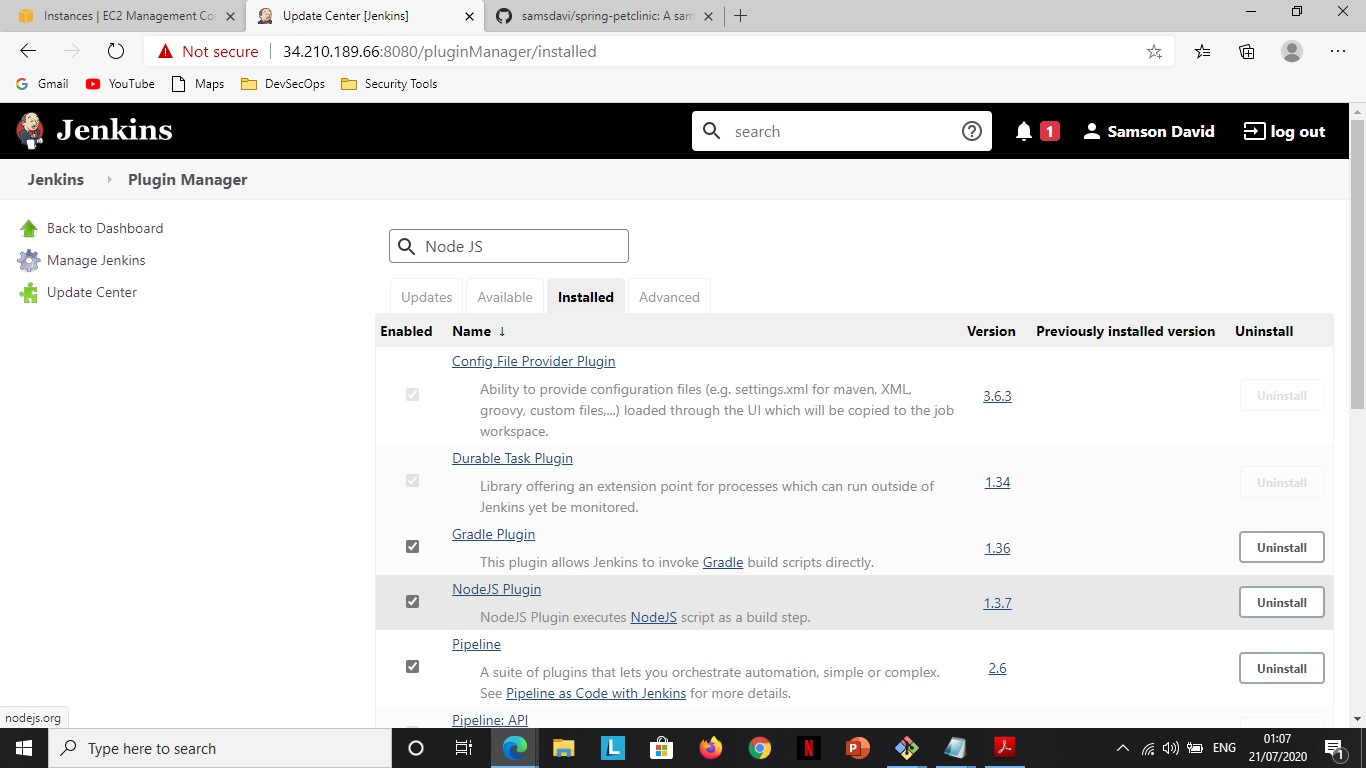 Instances | EC2 Management Co
Update Center [Jenkins]
samsdavi/spring-petclinic: A sam
Not secure
34.210.189.66:8080/pluginManager/installed
Gmail
YouTube
Maps
DevSecOps
Security Tools
Jenkins
search
1
Samson David
log out
Jenkins
Plugin Manager
Back to Dashboard
Manage Jenkins
Update Center
Node JS
Updates
Available
Installed
Advanced
Enabled
Name ↓
Version
Previously installed version
Uninstall
Config File Provider Plugin
Ability to provide configuration files (e.g. settings.xml for maven, XML,
groovy, custom files,...) loaded through the UI which will be copied to the job
workspace.
3.6.3
Uninstall
Durable Task Plugin
Library offering an extension point for processes which can run outside of
Jenkins yet be monitored.
1.34
Uninstall
Gradle Plugin
This plugin allows Jenkins to invoke Gradle build scripts directly.
1.36
Uninstall
NodeJS Plugin
NodeJS Plugin executes NodeJS script as a build step.
1.3.7
Uninstall
Pipeline
A suite of plugins that lets you orchestrate automation, simple or complex.
See Pipeline as Code with Jenkins for more details.
2.6
Uninstall
Pipeline: API
nodejs.org
Type here to search
ENG
01:07
21/07/2020
1